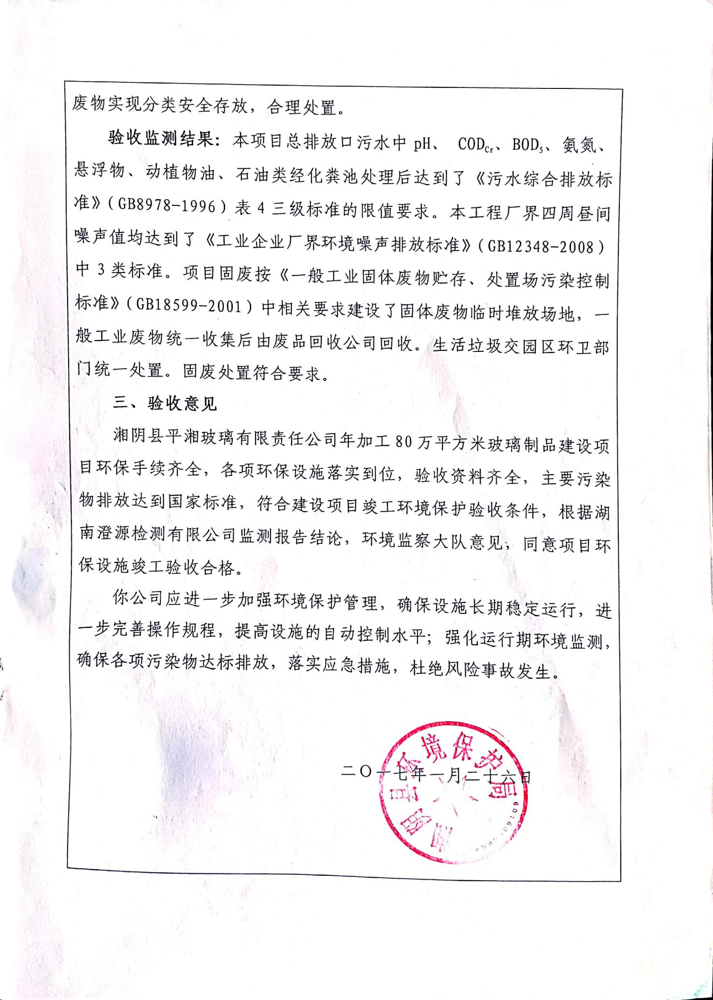 废物实现分类安全存放，合理处置。
验收监测结果：本项目总排放口污水中 pH、 CODCr、BOD5、氨氮、
悬浮物、动植物油、石油类经化粪池处理后达到了《污水综合排放标
准》（GB8978-1996）表 4 三级标准的限值要求。本工程厂界四周昼间
噪声值均达到了《工业企业厂界环境噪声排放标准》（GB12348-2008）
中 3 类标准。项目固废按《一般工业固体废物贮存、处置场污染控制
标准》（GB18599-2001）中相关要求建设了固体废物临时堆放场地，一
般工业废物统一收集后由废品回收公司回收。生活垃圾交园区环卫部
门统一处置。固废处置符合要求。
三、验收意见
湘阴县平湘玻璃有限责任公司年加工 80 万平方米玻璃制品建设项
目环保手续齐全，各项环保设施落实到位，验收资料齐全，主要污染
物排放达到国家标准，符合建设项目竣工环境保护验收条件，根据湖
南澄源检测有限公司监测报告结论，环境监察大队意见，同意项目环
保设施竣工验收合格。
你公司应进一步加强环境保护管理，确保设施长期稳定运行，进
一步完善操作规程，提高设施的自动控制水平；强化运行期环境监测，
确保各项污染物达标排放，落实应急措施，杜绝风险事故发生。
二〇一七年一月二十六日
湘阴县环境保护局